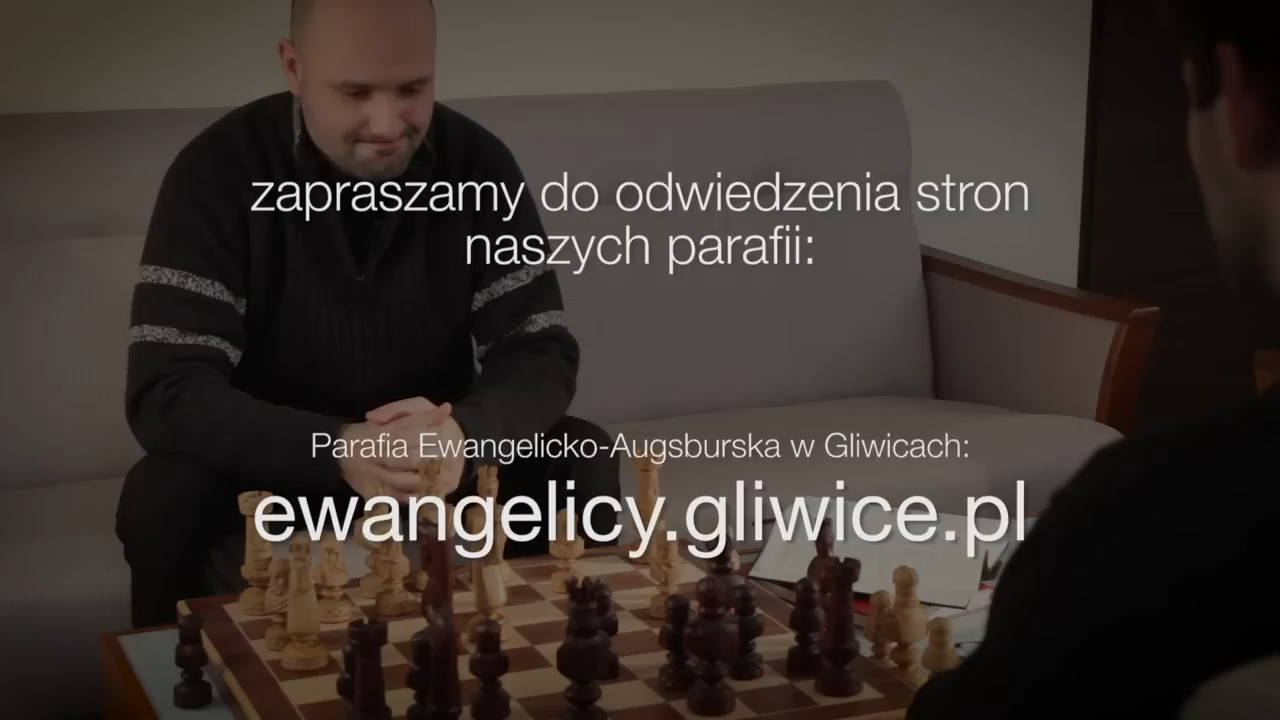 zapraszamy do odwiedzenia stron
naszych parafii:
Parafia Ewangelicko-Augsburska w Gliwicach:
ewangelicy.gliwice.pl